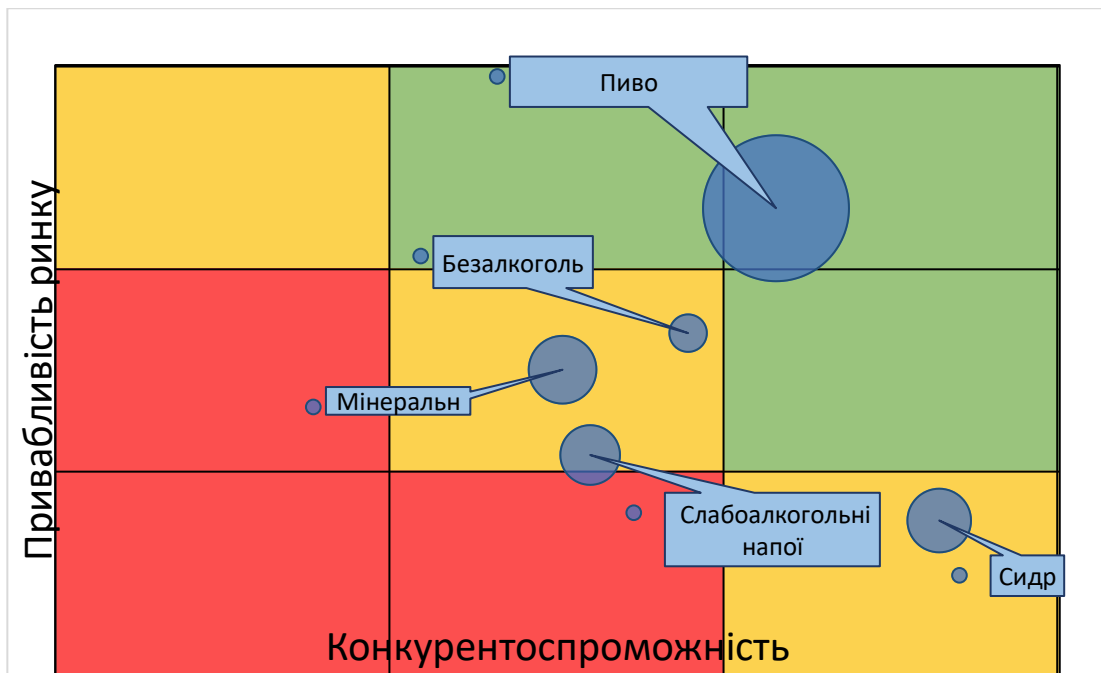 Пиво
Привабливість ринку
Безалкоголь
Мінеральн
Слабоалкогольні
напої
Сидр
Конкурентоспроможність